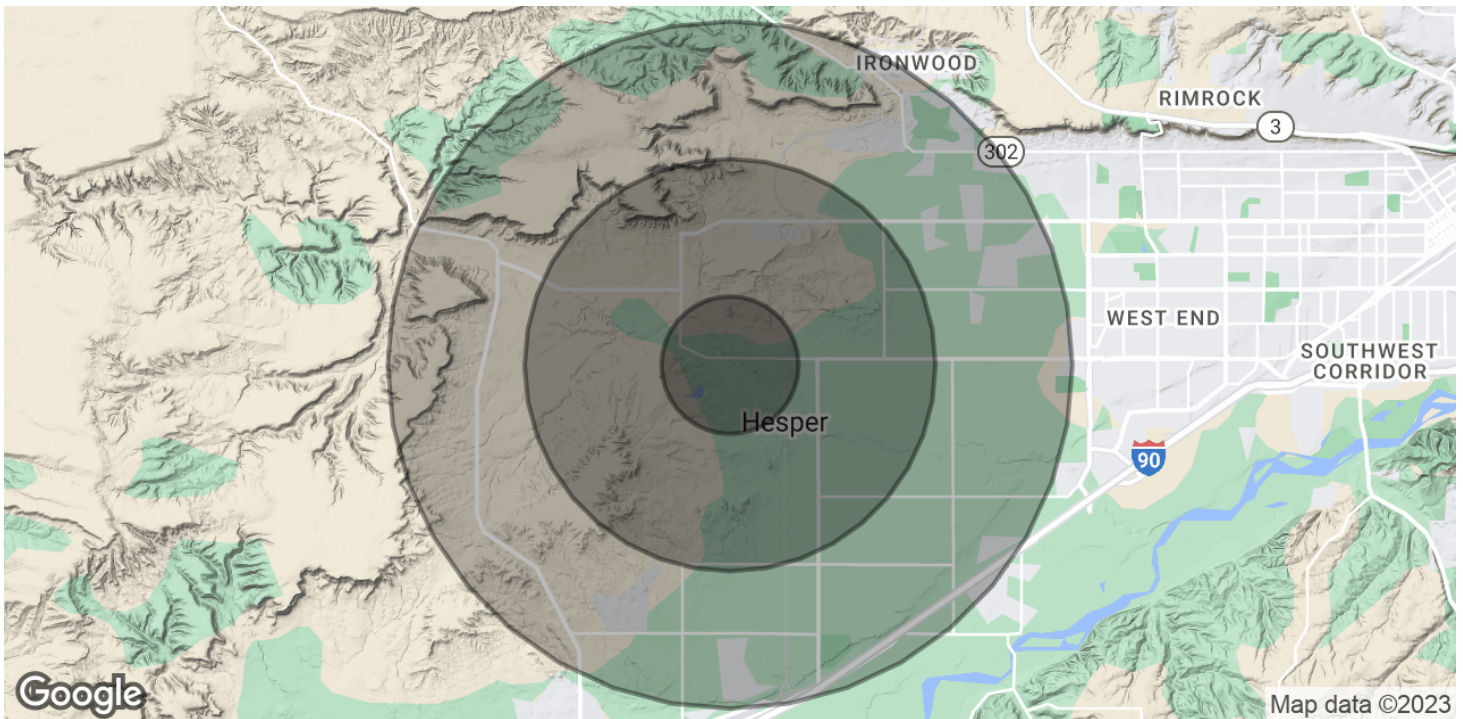 IRONWOOD
RIMROCK
3
302
WEST END
SOUTHWEST
CORRIDOR
Hesper
90
Google
Map data ©2023